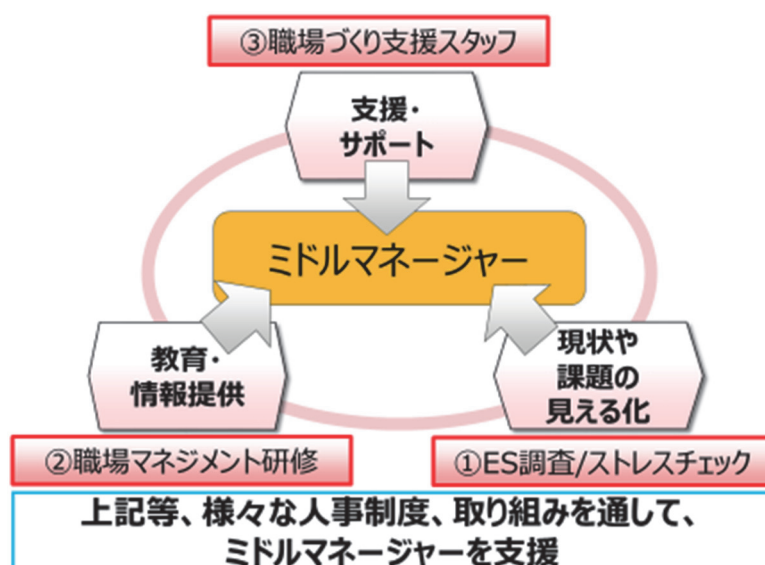 ③職場づくり支援スタッフ
支援・
サポート
ミドルマネージャー
教育・
情報提供
現状や
課題の
見える化
②職場マネジメント研修
①ES調査/ストレスチェック
上記等、様々な人事制度、取り組みを通して、
ミドルマネージャーを支援